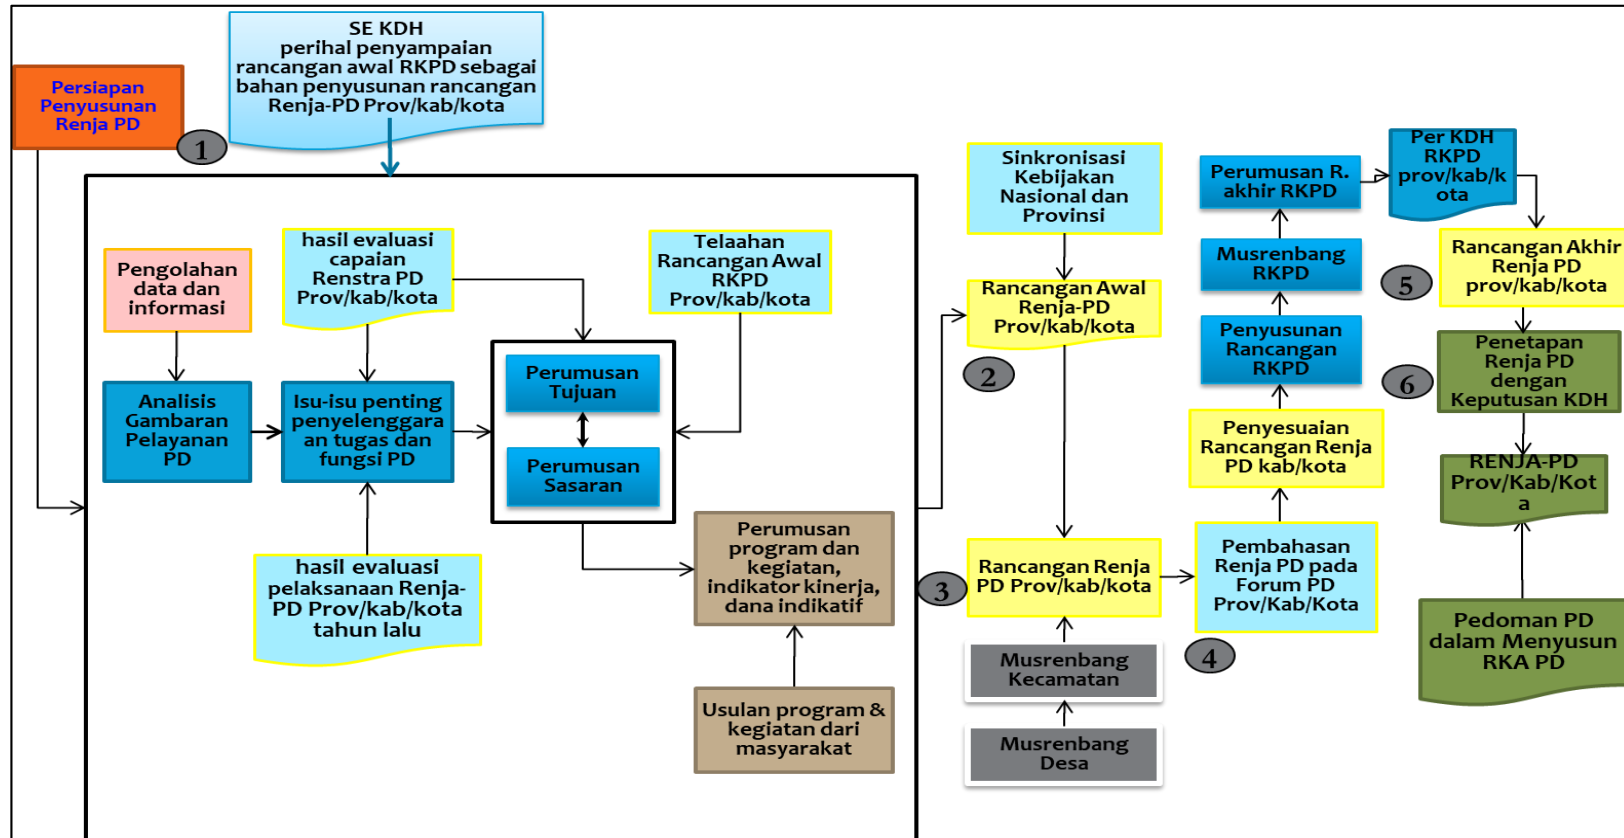 SE KDH
perihal penyampaian
rancangan awal RKPD sebagai
bahan penyusunan rancangan
Renja-PD Prov/kab/kota
Persiapan
Penyusunan
Renja PD
1
Pengolahan
data dan
informasi
hasil evaluasi
capaian
Renstra PD
Prov/kab/kota
Telaahan
Rancangan Awal
RKPD
Prov/kab/kota
Analisis
Gambaran
Pelayanan
PD
Isu-isu penting
penyelenggara
an tugas dan
fungsi PD
Perumusan
Tujuan
Perumusan
Sasaran
hasil evaluasi
pelaksanaan Renja-
PD Prov/kab/kota
tahun lalu
Perumusan
program dan
kegiatan,
indikator kinerja,
dana indikatif
Usulan program &
kegiatan dari
masyarakat
Sinkronisasi
Kebijakan
Nasional dan
Provinsi
Rancangan Awal
Renja-PD
Prov/kab/kota
2
Rancangan Renja
PD Prov/kab/kota
3
Musrenbang
Kecamatan
Musrenbang
Desa
Pembahasan
Renja PD pada
Forum PD
Prov/Kab/Kota
4
Penyesuaian
Rancangan Renja
PD kab/kota
Penyusunan
Rancangan
RKPD
Musrenbang
RKPD
Perumusan R.
akhir RKPD
Per KDH
RKPD
prov/kab/k
ota
Rancangan Akhir
Renja PD
prov/kab/kota
5
Penetapan
Renja PD
dengan
Keputusan KDH
6
RENJA-PD
Prov/Kab/Kot
a
Pedoman PD
dalam Menyusun
RKA PD